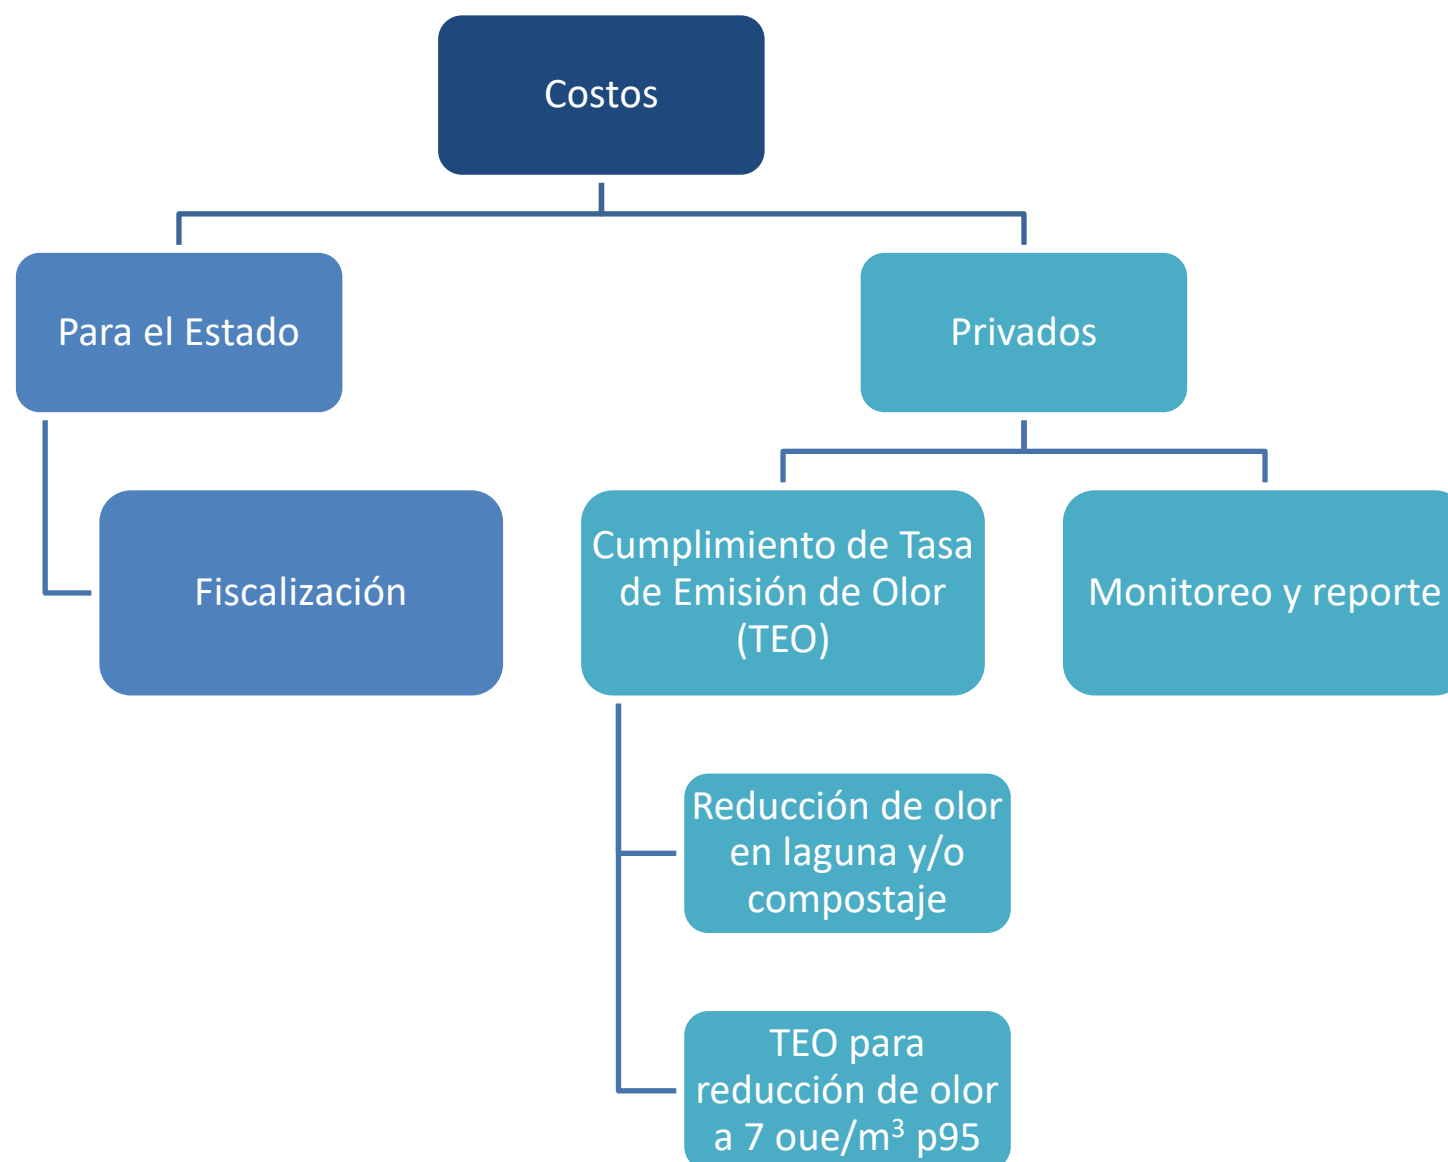 Costos
Para el Estado
Privados
Fiscalización
Cumplimiento de Tasa
de Emisión de Olor
(TEO)
Monitoreo y reporte
Reducción de olor
en laguna y/o
compostaje
TEO para
reducción de olor
a 7 oue/m³ p95